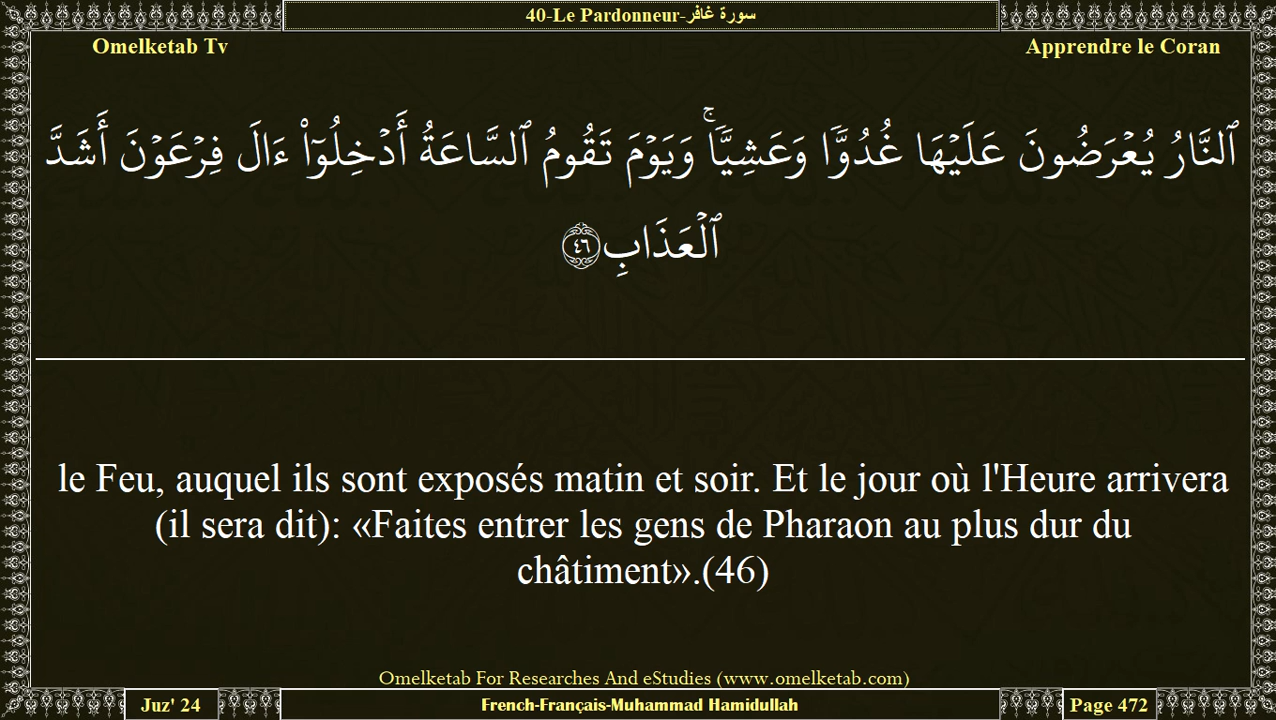 40-Le Pardonneur-سورة غافر
Omelketab Tv
Apprendre le Coran
ٱلنَّارُ يُعۡرَضُونَ عَلَيۡهَا غُدُوّٗا وَعَشِيّٗاۚ وَيَوۡمَ تَقُومُ ٱلسَّاعَةُ أَدۡخِلُوٓاْ ءَالَ فِرۡعَوۡنَ أَشَدَّ
ٱلۡعَذَابِ ٤٦
le Feu, auquel ils sont exposés matin et soir. Et le jour où l'Heure arrivera
(il sera dit): «Faites entrer les gens de Pharaon au plus dur du
châtiment».(46)
Omelketab For Researches And eStudies (www.omelketab.com)
Juz' 24
French-Français-Muhammad Hamidullah
Page 472